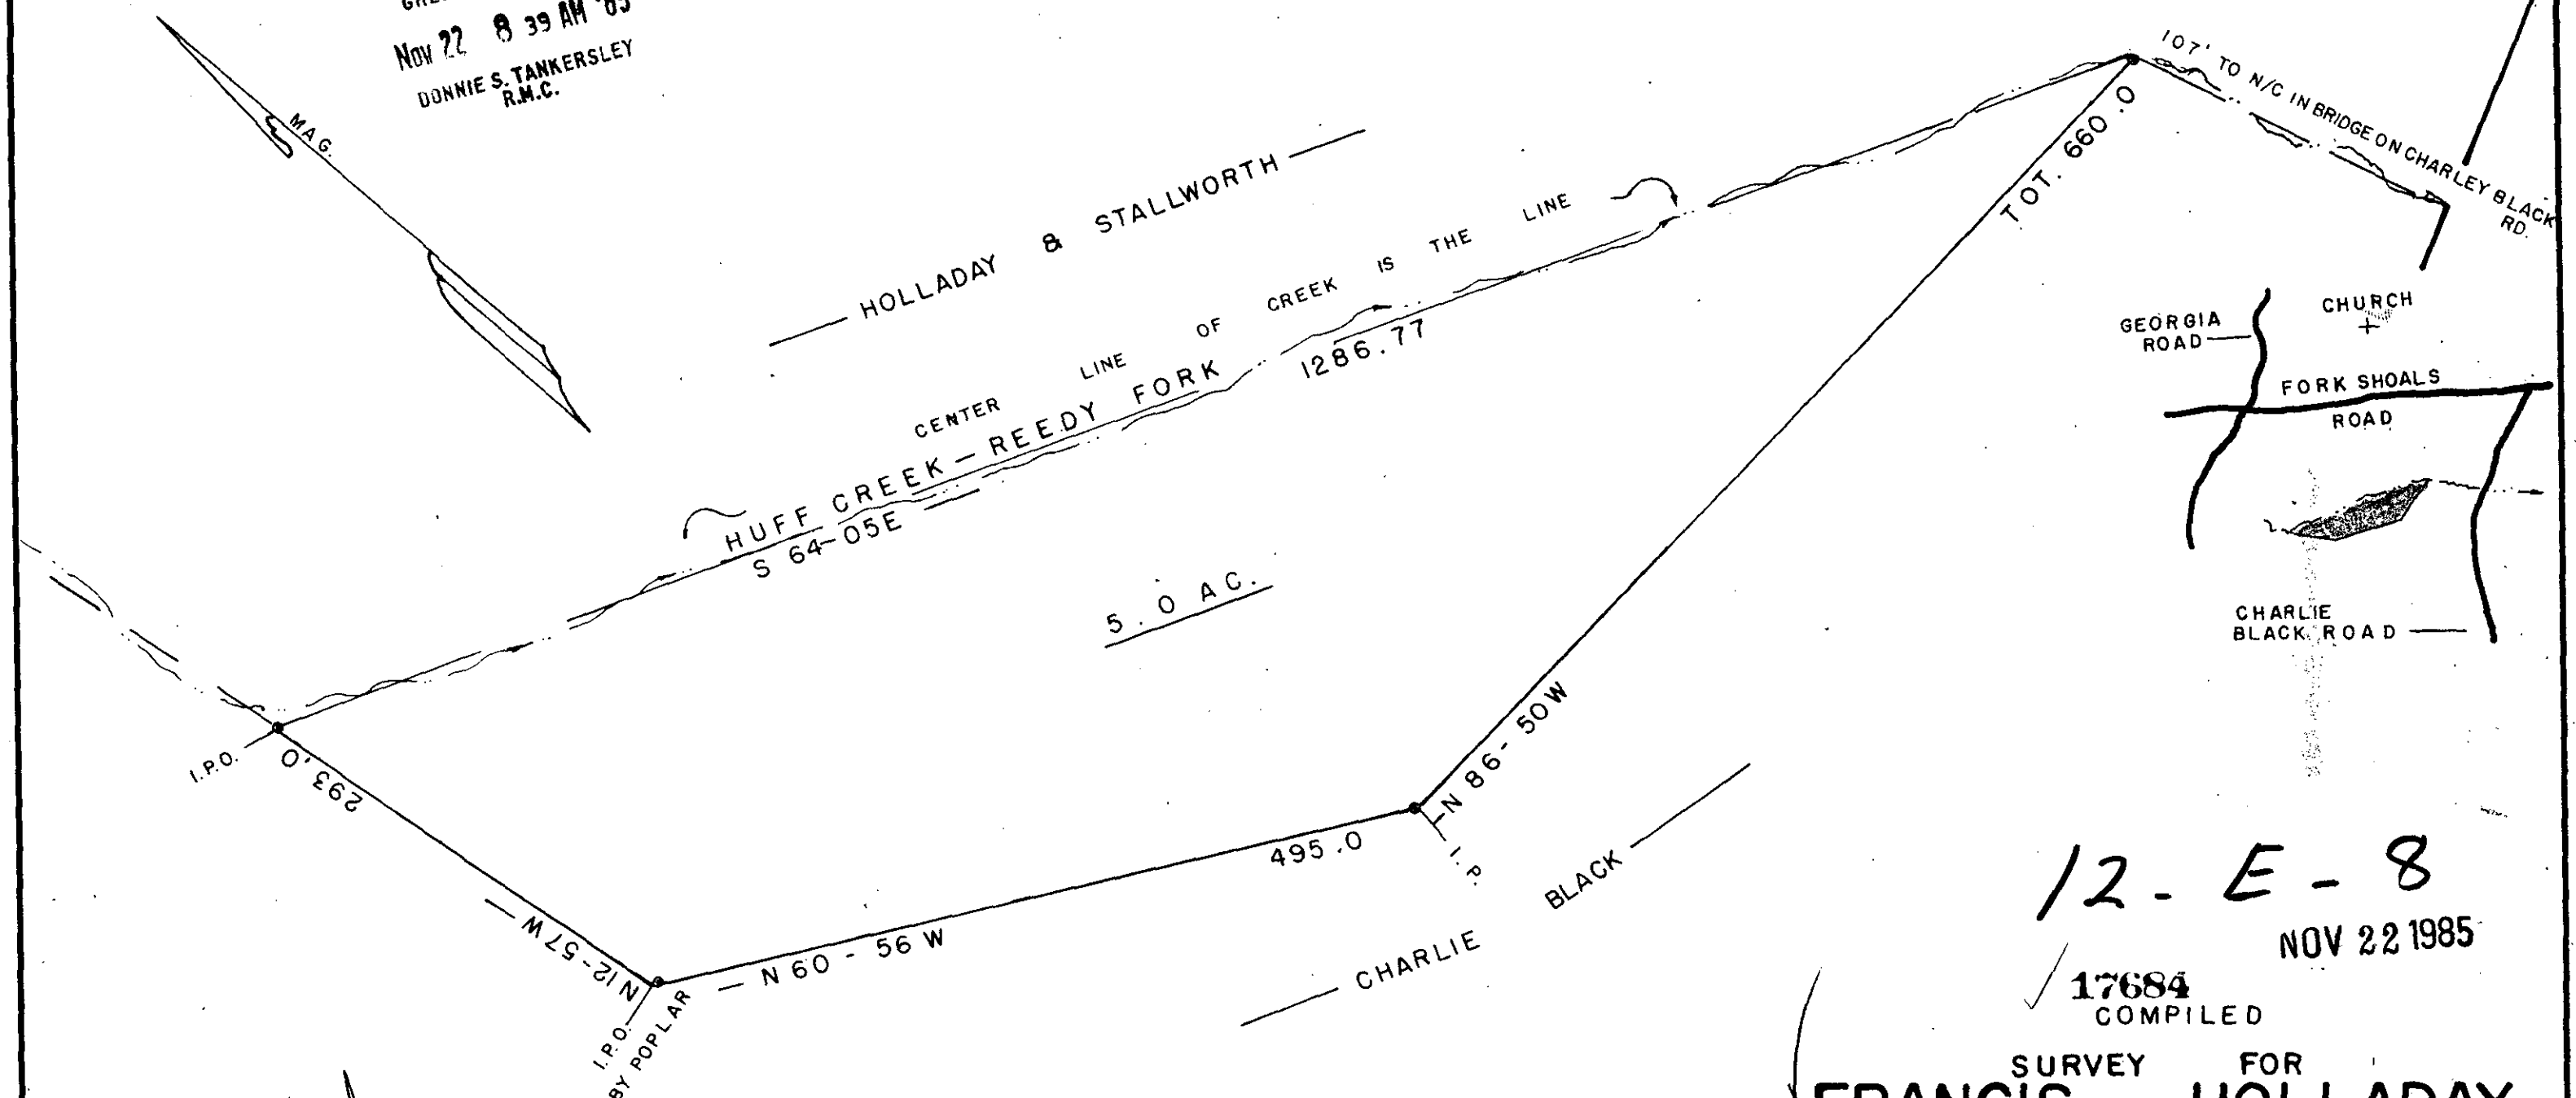 Nov 22 8 39 AM '85
DONNIE S. TANKERSLEY
R.M.C.
MAG.
HOLLADAY & STALLWORTH
107' TO N/C IN BRIDGE ON CHARLEY BLACK RD.
TOT. 660.0
CENTER LINE OF CREEK IS THE LINE
HUFF CREEK — REEDY FORK
1286.77
S 64-05E
5.0 AC.
GEORGIA
ROAD
CHURCH
FORK SHOALS
ROAD
CHARLIE
BLACK ROAD
I.P.O.
293.0
N12-57W
I.P.O.
BY POPLAR
N 60 - 56 W
495.0
N 86 - 50W
I.P.
CHARLIE BLACK
12 - E - 8
NOV 22 1985
17684
COMPILED
SURVEY FOR
FRANCIS HOLLADAY